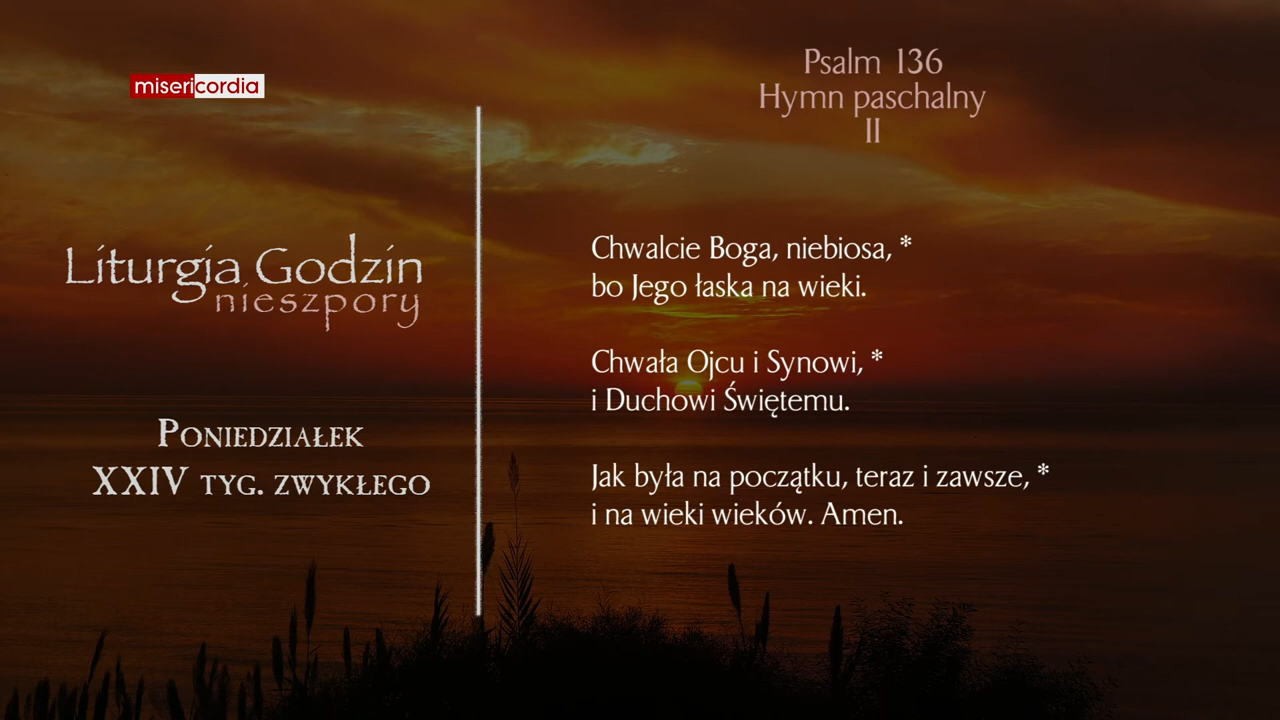 misericordia
Liturgia Godzin
nieszpory
Poniedziałek
XXIV tyg. zwykłego
Psalm 136
Hymn paschalny
II
Chwalcie Boga, niebiosa, *
bo Jego łaska na wieki.
Chwała Ojcu i Synowi, *
i Duchowi Świętemu.
Jak była na początku, teraz i zawsze, *
i na wieki wieków. Amen.